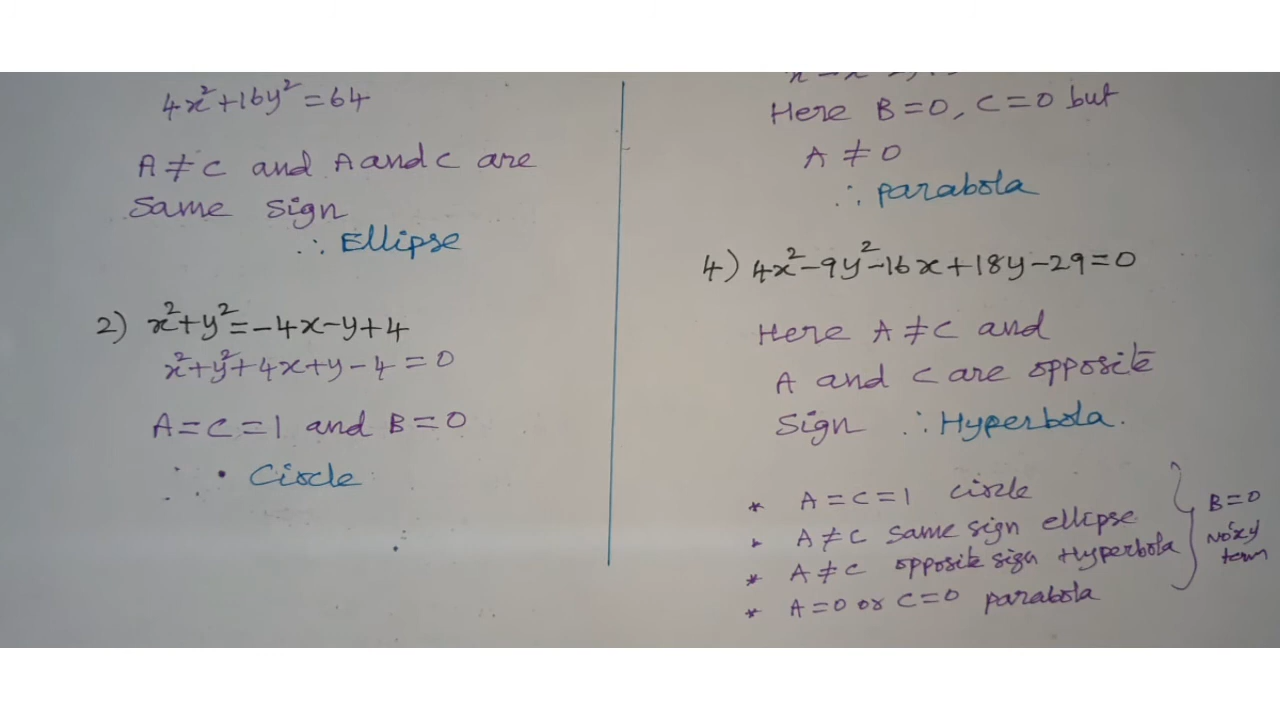 4x²+16y²=64
A ≠ C and A and C are
Same sign
∴ Ellipse
2) x²+y²=-4x-y+4
x²+y²+4x+y-4=0
A=C=1 and B=0
∴ Circle
Here B=0, C=0 but
A ≠ 0
∴ parabola
4) 4x²-9y²-16x+18y-29=0
Here A ≠ C and
A and C are opposite
Sign ∴ Hyperbola.
* A=C=1 circle
* A ≠ C same sign ellipse
* A ≠ C opposite sign Hyperbola
* A=0 or C=0 parabola
B=0
No xy
term